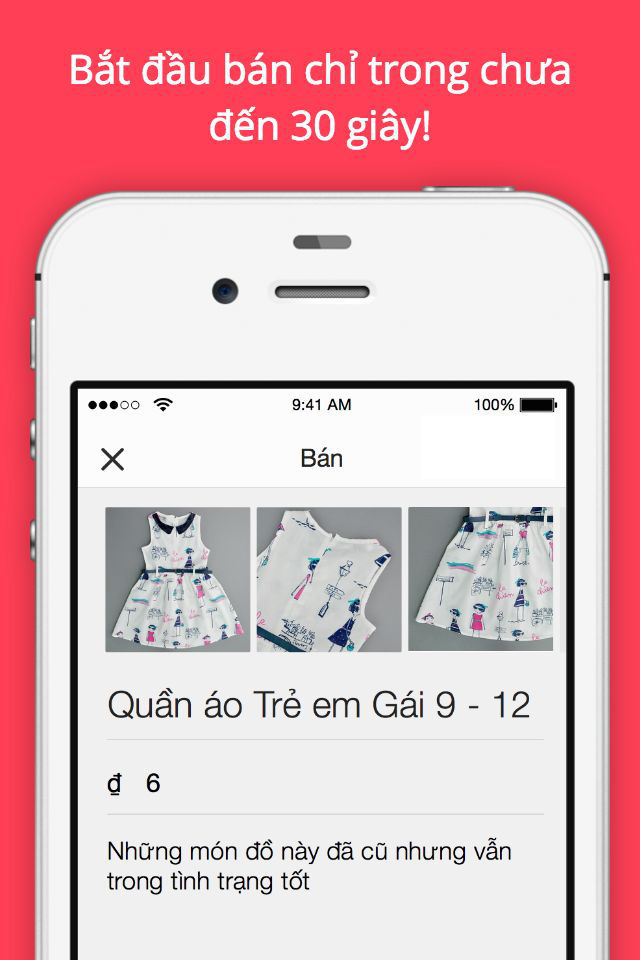 Bắt đầu bán chỉ trong chưa
đến 30 giây!
9:41 AM
100%
Bán
Quần áo Trẻ em Gái 9 - 12
₫ 6
Những món đồ này đã cũ nhưng vẫn
trong tình trạng tốt